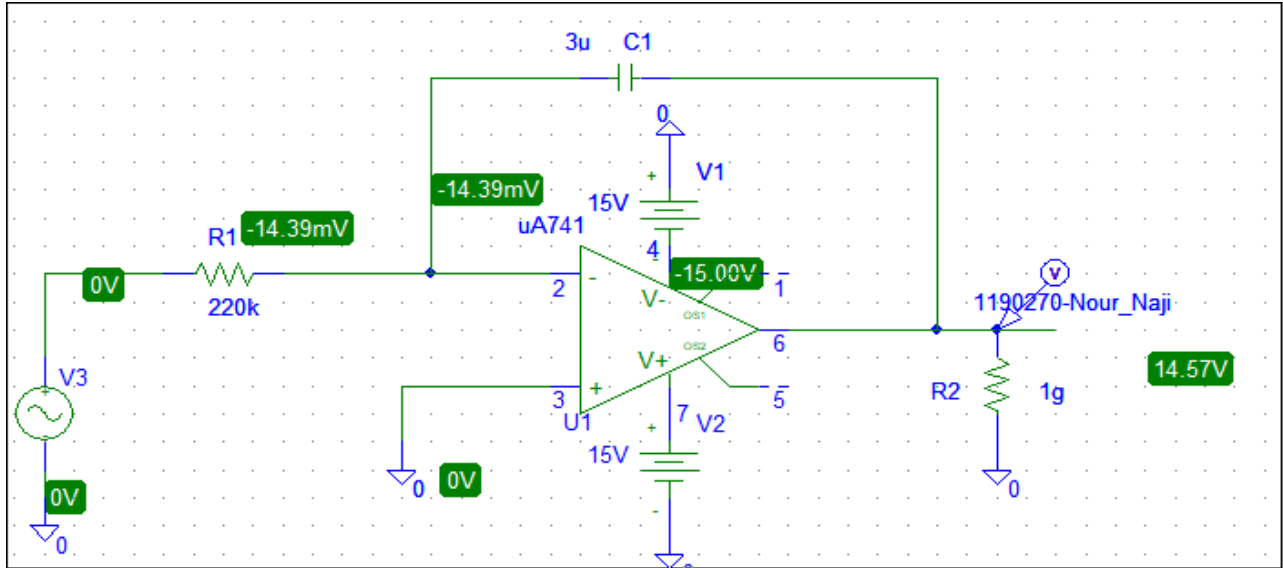 3u C1
0
+ V1
-14.39mV
15V
uA741
R1 -14.39mV
4
-
-15.00V
0V
2 - V- 1
220k
OS1
V
1190270-Nour_Naji
OS2
6
V3
V+
14.57V
+
3 +
5
R2 1g
U1
7 V2
+
15V
-
0V
0 0V
0
-
0V
0